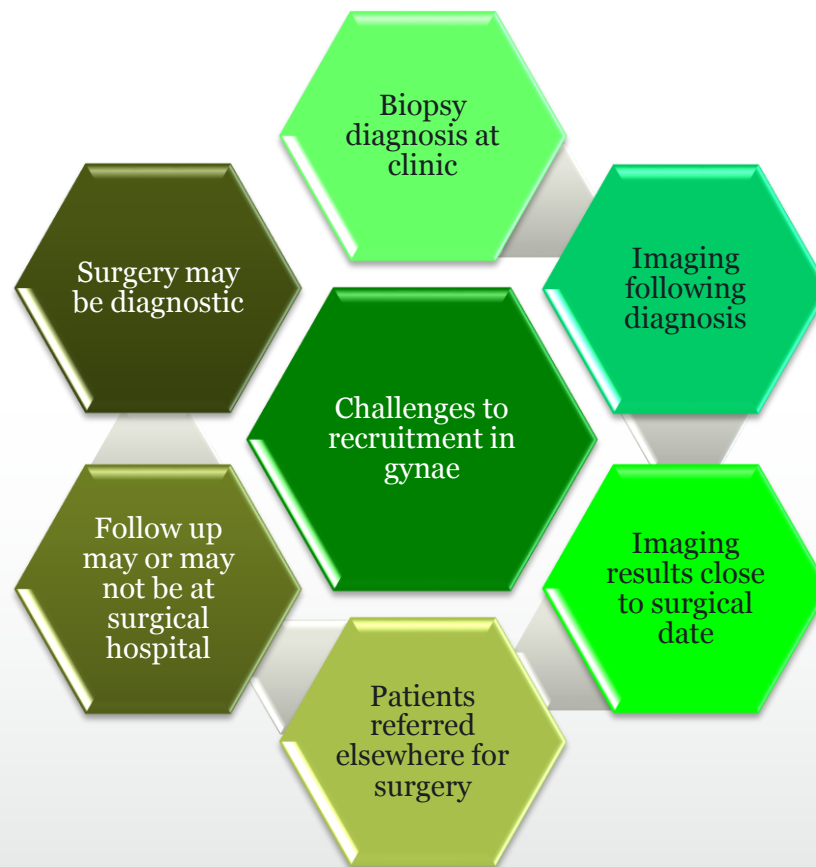 Biopsy
diagnosis at
clinic
Imaging
following
diagnosis
Imaging
results close
to surgical
date
Patients
referred
elsewhere for
surgery
Follow up
may or may
not be at
surgical
hospital
Surgery may
be diagnostic
Challenges to
recruitment in
gynae